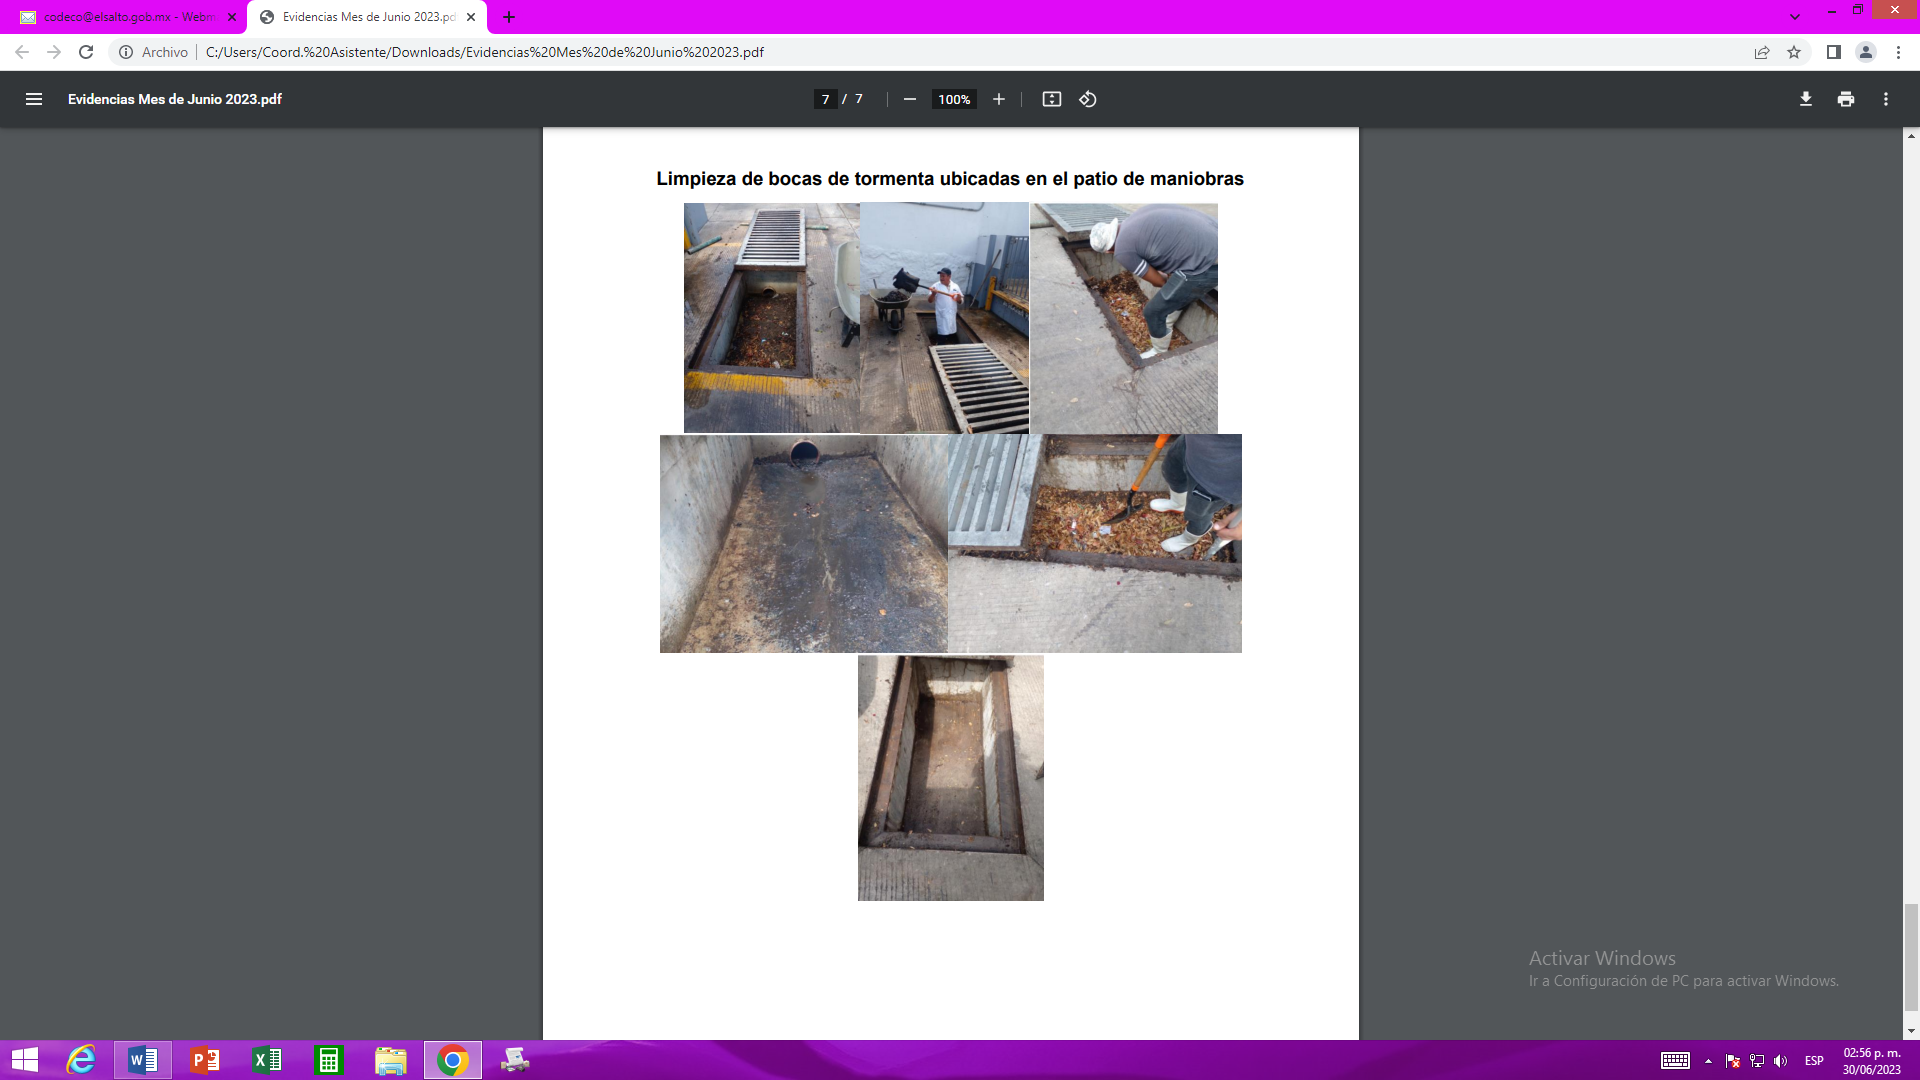 codeco@elsalto.gob.mx - Webm
Evidencias Mes de Junio 2023.pd
Archivo
C:/Users/Coord.%20Asistente/Downloads/Evidencias%20Mes%20de%20Junio%202023.pdf
Evidencias Mes de Junio 2023.pdf
7 / 7
100%
Limpieza de bocas de tormenta ubicadas en el patio de maniobras
Activar Windows
Ir a Configuración de PC para activar Windows.
ESP
02:56 p. m.
30/06/2023